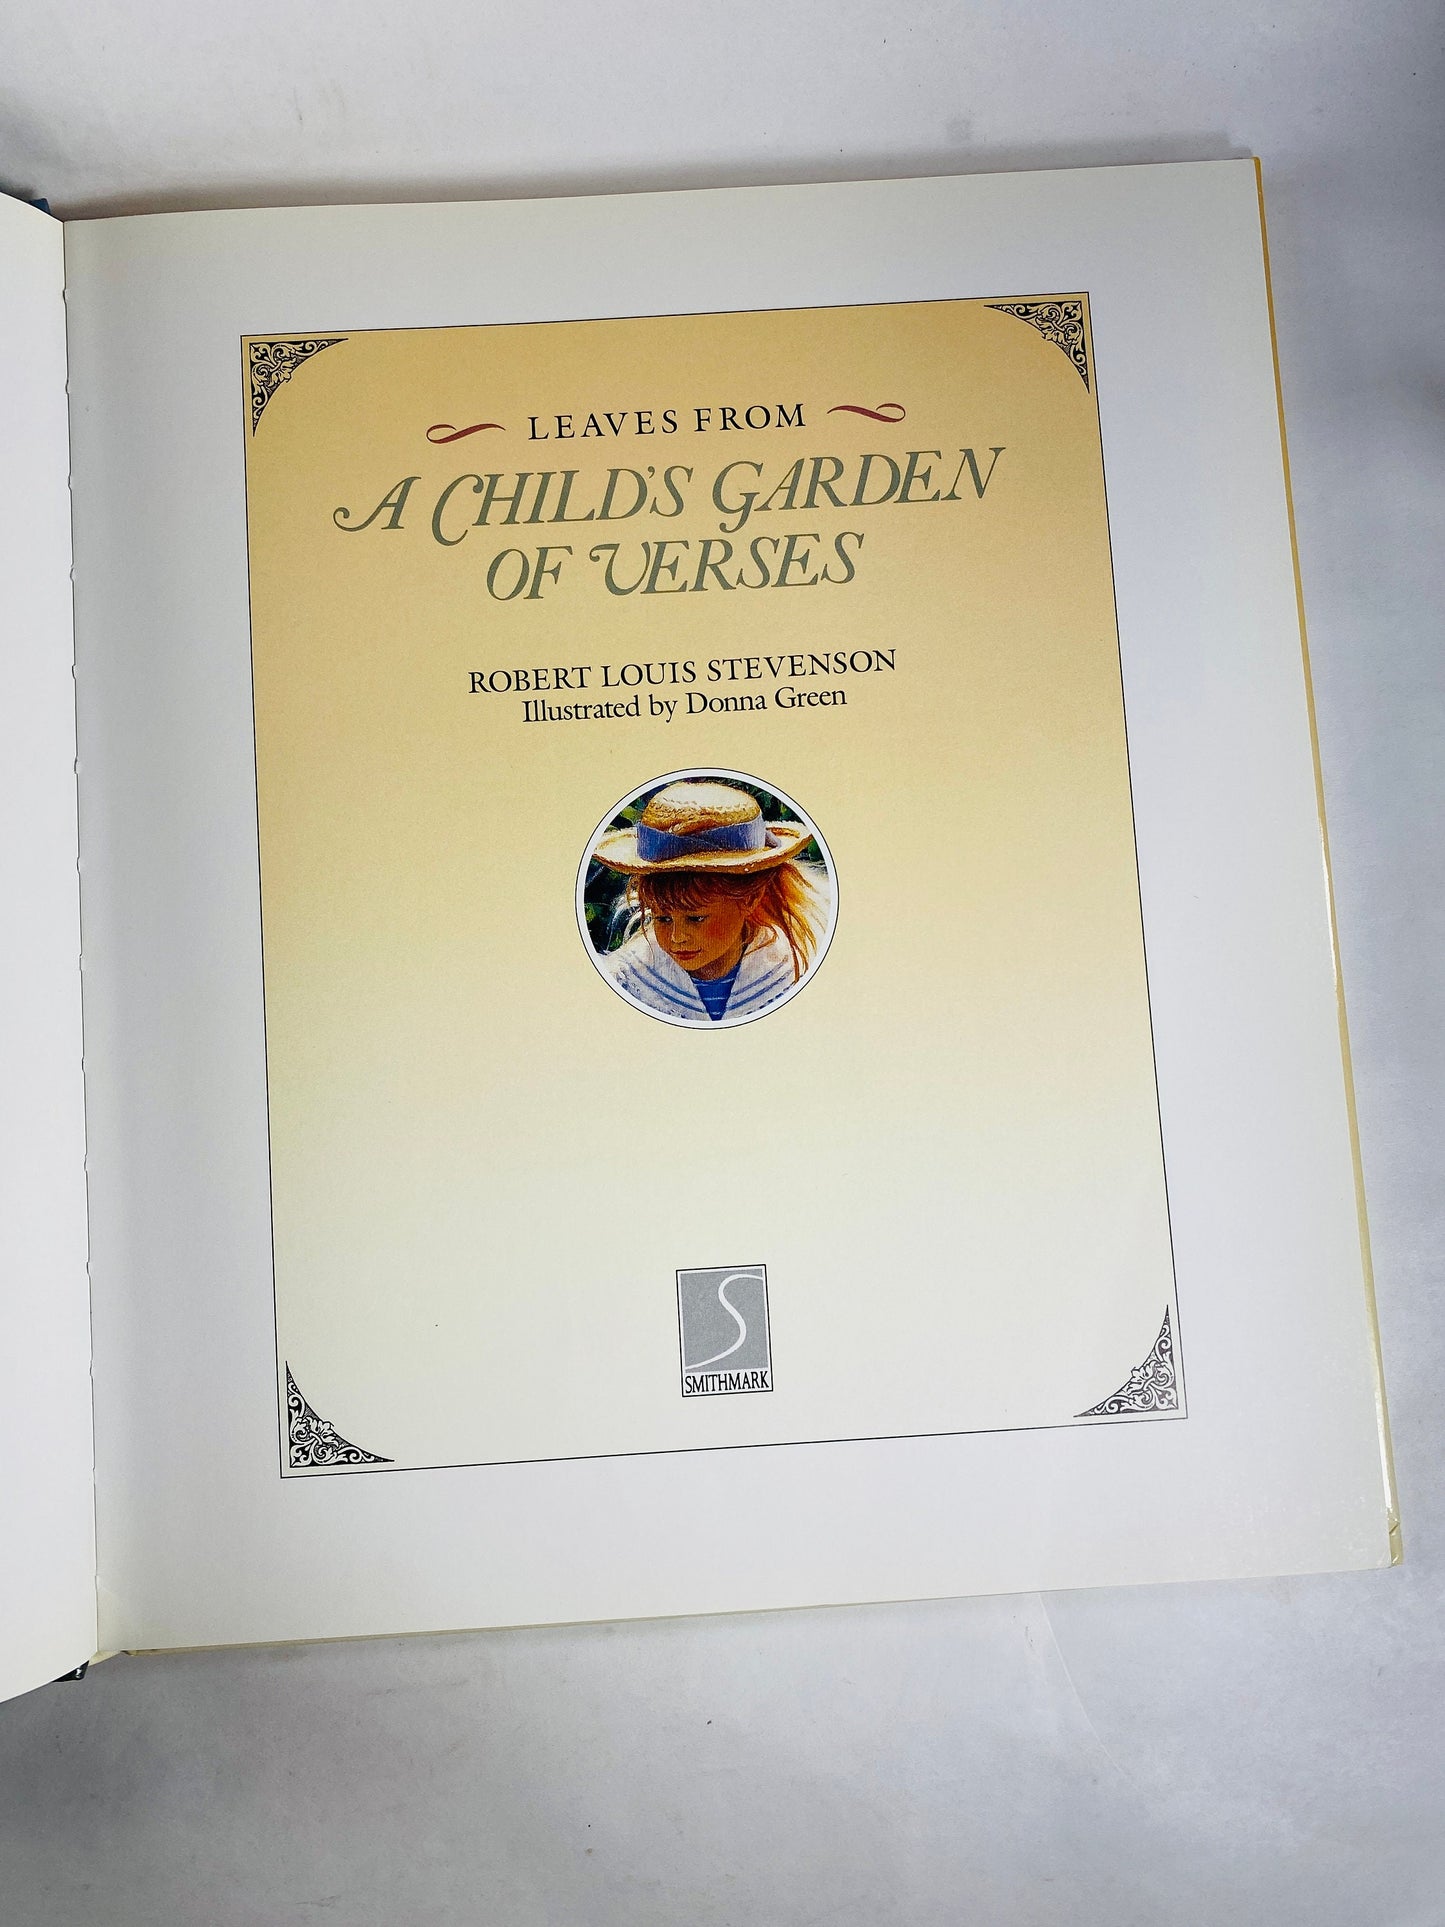 LEAVES FROM
A CHILD'S GARDEN
OF VERSES
ROBERT LOUIS STEVENSON
Illustrated by Donna Green
SMITHMARK